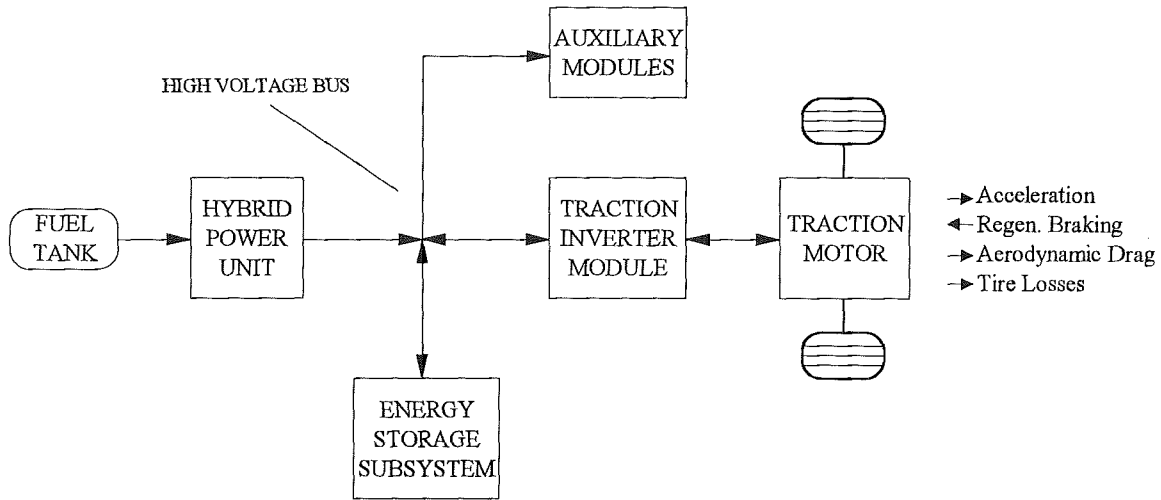 AUXILIARY
MODULES
HIGH VOLTAGE BUS
FUEL
TANK
HYBRID
POWER
UNIT
TRACTION
INVERTER
MODULE
TRACTION
MOTOR
Acceleration
Regen. Braking
Aerodynamic Drag
Tire Losses
ENERGY
STORAGE
SUBSYSTEM